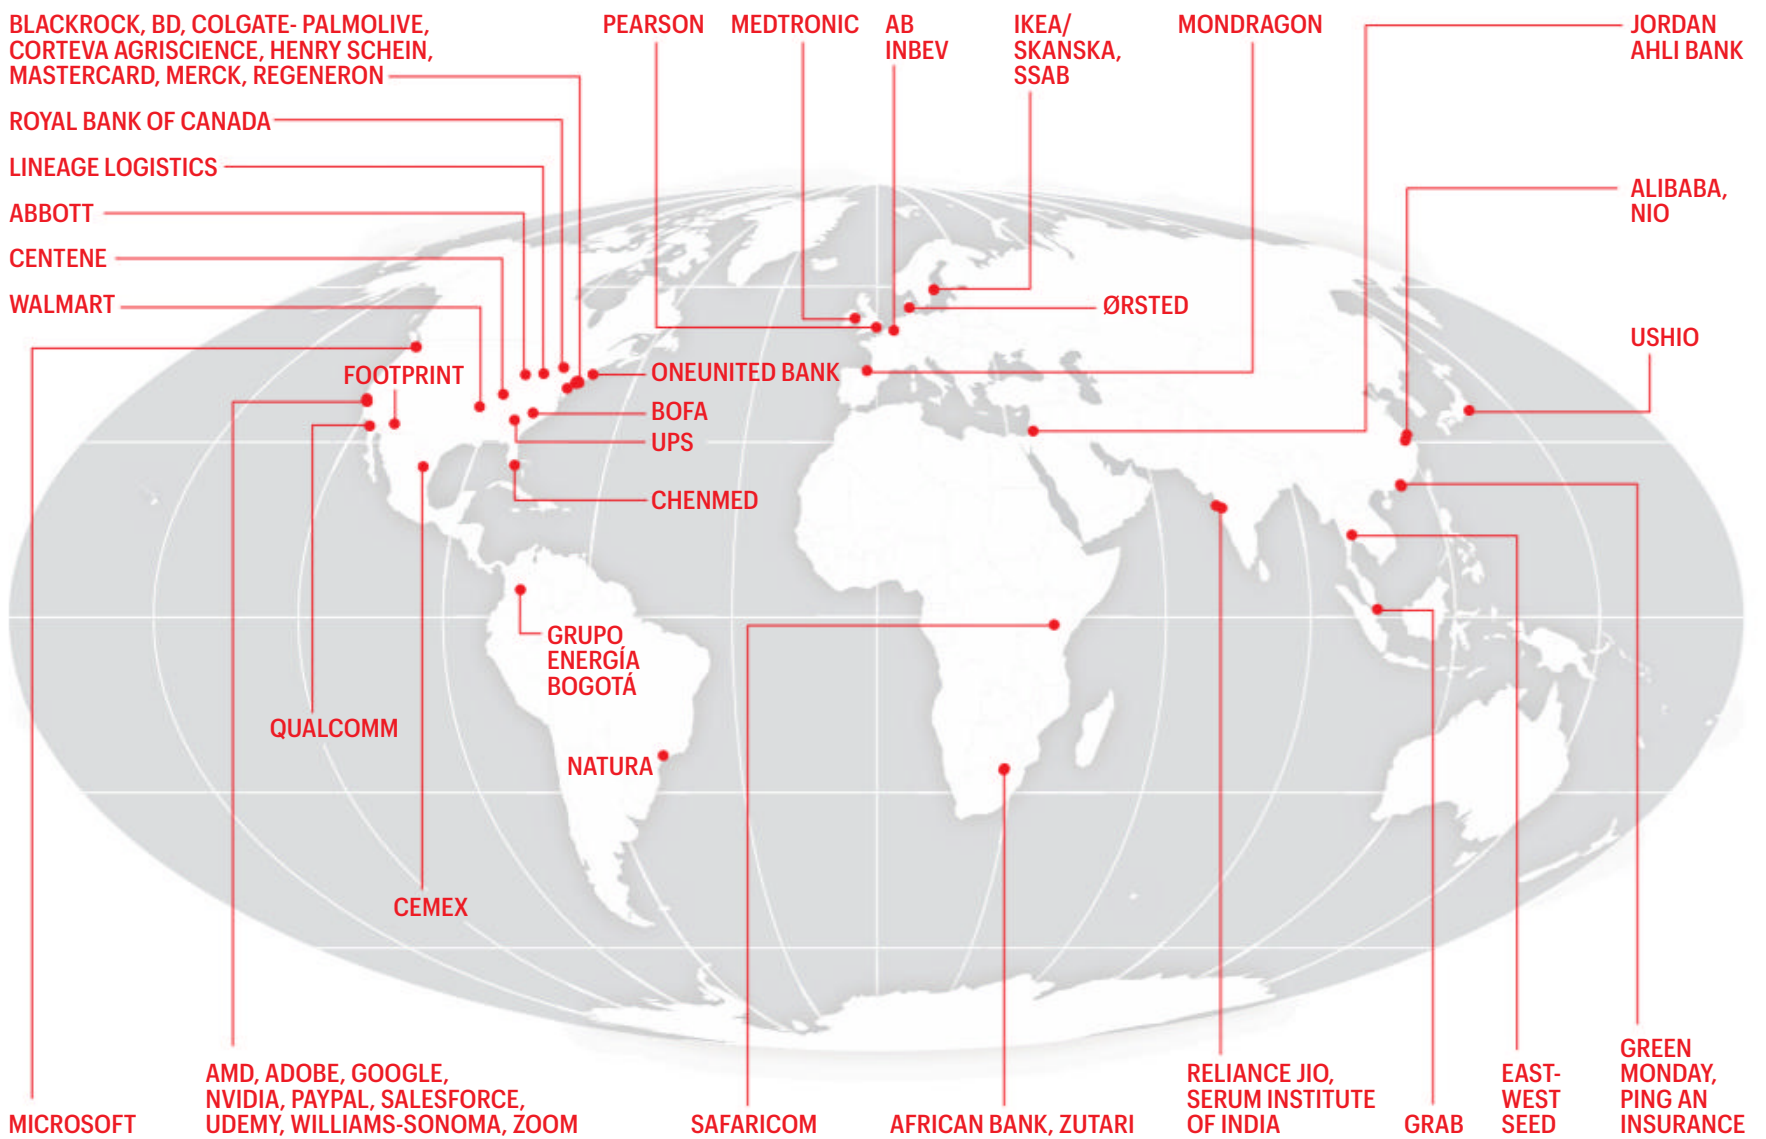 BLACKROCK, BD, COLGATE- PALMOLIVE,
CORTEVA AGRISCIENCE, HENRY SCHEIN,
MASTERCARD, MERCK, REGENERON
PEARSON
MEDTRONIC
AB
INBEV
IKEA/
SKANSKA,
SSAB
MONDRAGON
JORDAN
AHLI BANK
ROYAL BANK OF CANADA
LINEAGE LOGISTICS
ABBOTT
ALIBABA,
NIO
CENTENE
WALMART
ØRSTED
USHIO
FOOTPRINT
ONEUNITED BANK
BOFA
UPS
CHENMED
GRUPO
ENERGÍA
BOGOTÁ
QUALCOMM
NATURA
CEMEX
MICROSOFT
AMD, ADOBE, GOOGLE,
NVIDIA, PAYPAL, SALESFORCE,
UDEMY, WILLIAMS-SONOMA, ZOOM
SAFARICOM
AFRICAN BANK, ZUTARI
RELIANCE JIO,
SERUM INSTITUTE
OF INDIA
GRAB
EAST-
WEST
SEED
GREEN
MONDAY,
PING AN
INSURANCE